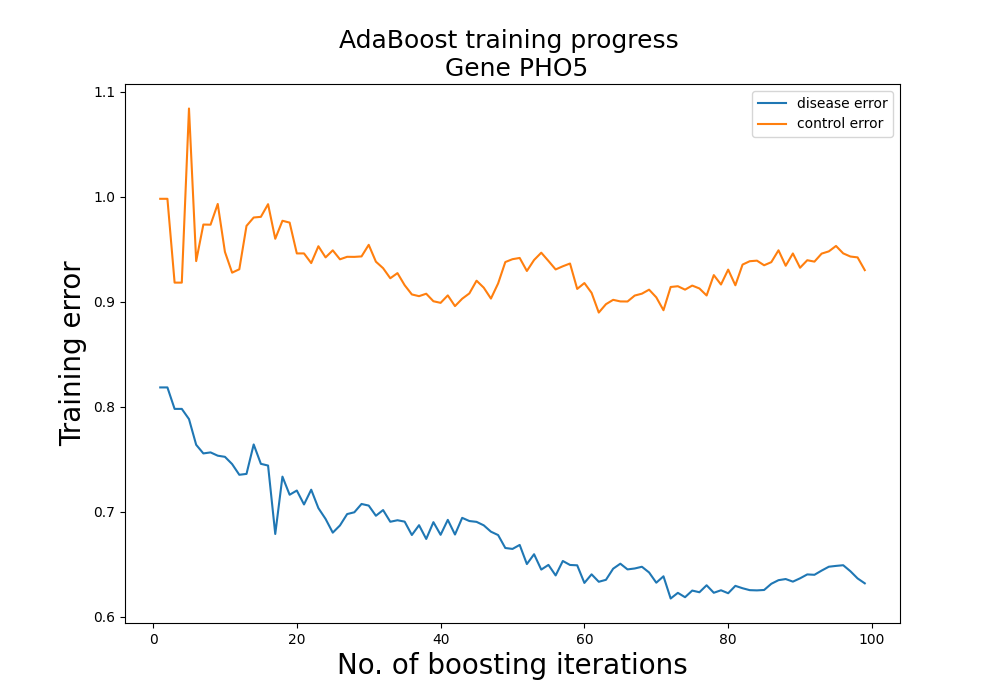 AdaBoost training progress
Gene PHO5
disease error
control error
1.1
1.0
0.9
0.8
0.7
0.6
Training error
0
20
40
60
80
100
No. of boosting iterations